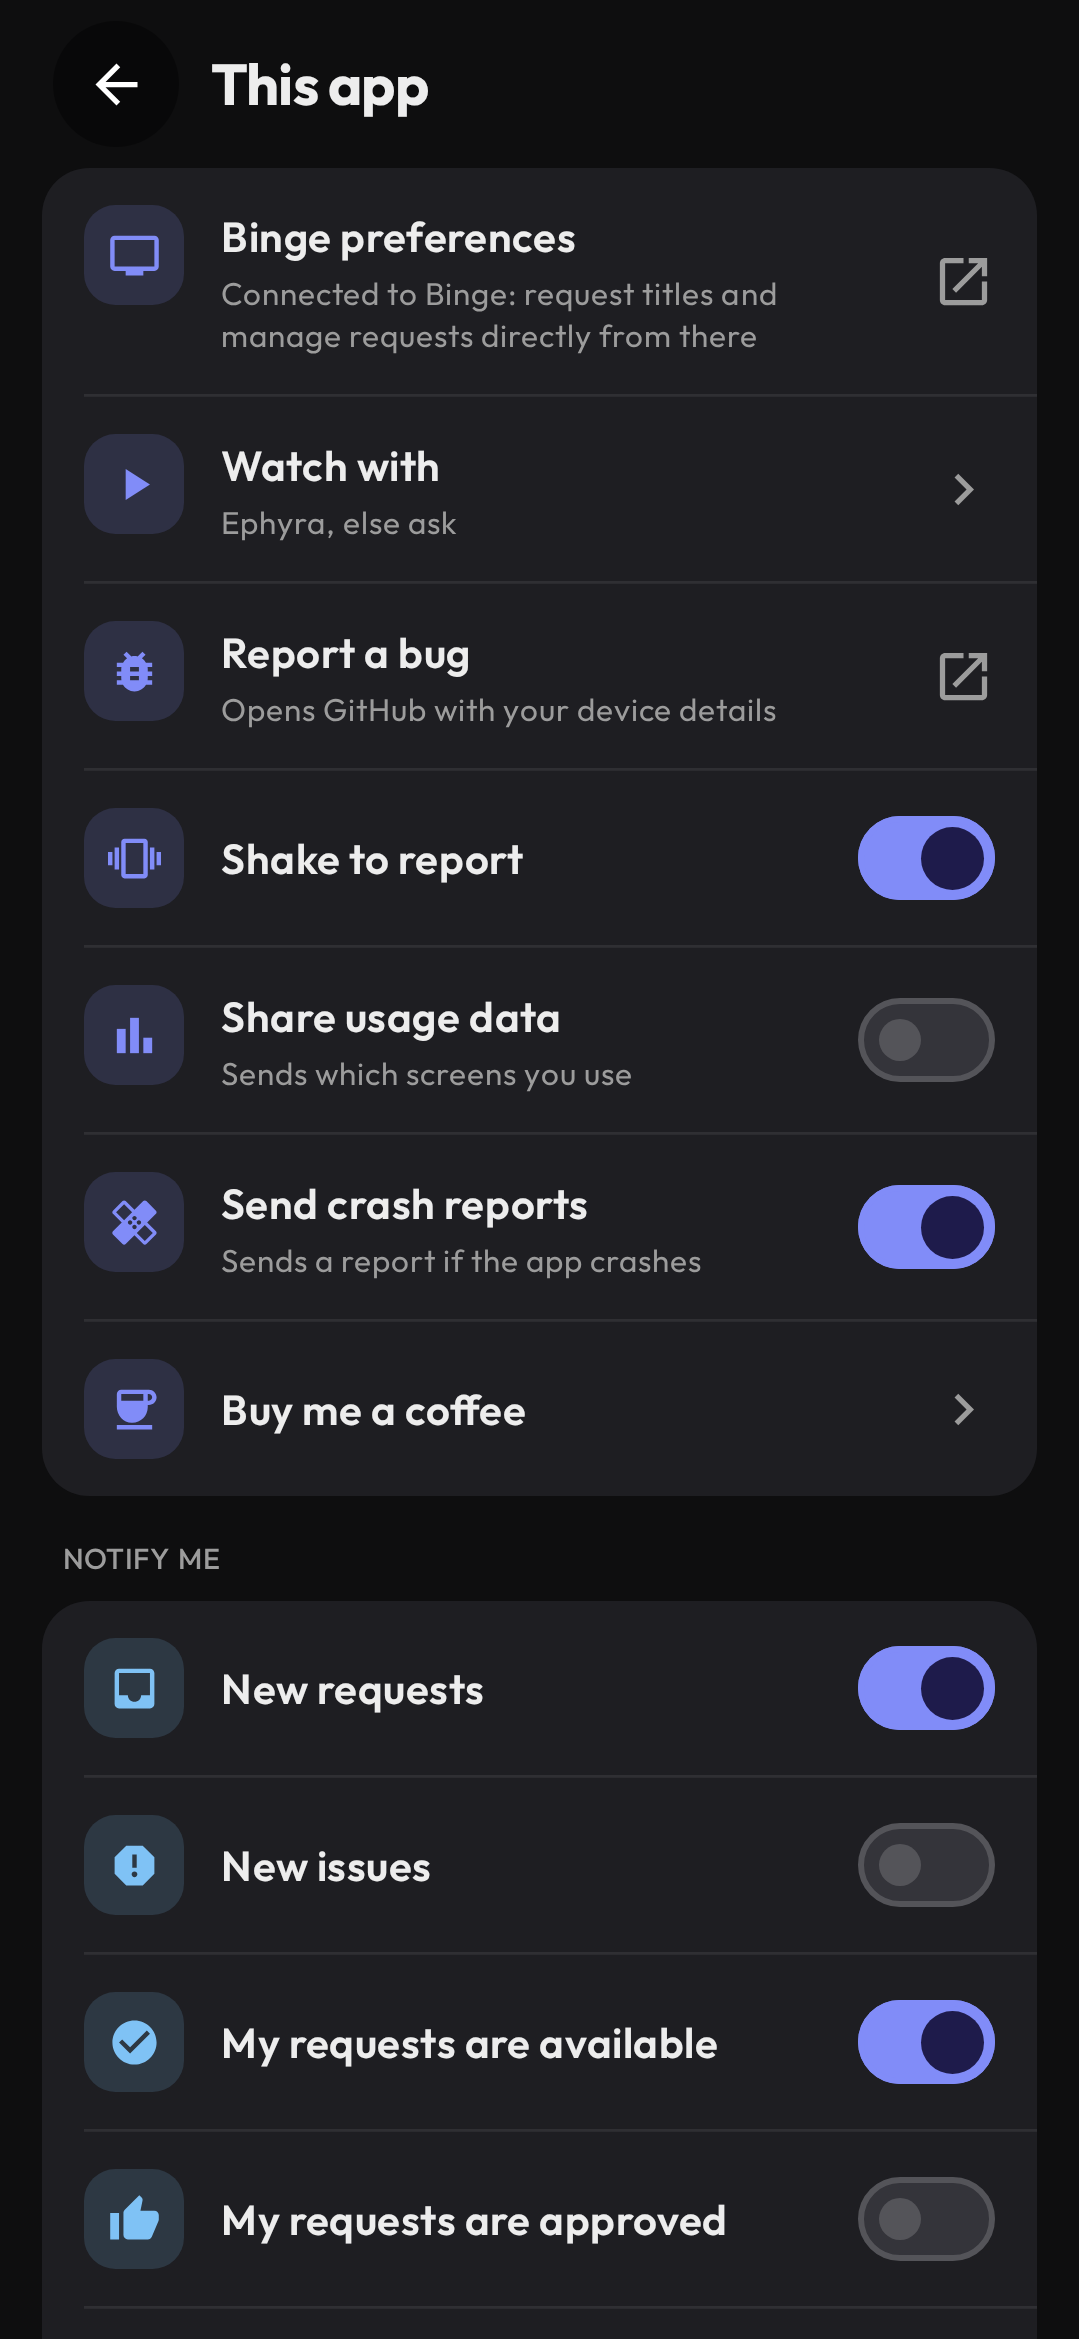 This app
Binge preferences
Connected to Binge: request titles and
manage requests directly from there
Watch with
Ephyra, else ask
Report a bug
Opens GitHub with your device details
Shake to report
Share usage data
Sends which screens you use
Send crash reports
Sends a report if the app crashes
Buy me a coffee
NOTIFY ME
New requests
New issues
My requests are available
My requests are approved